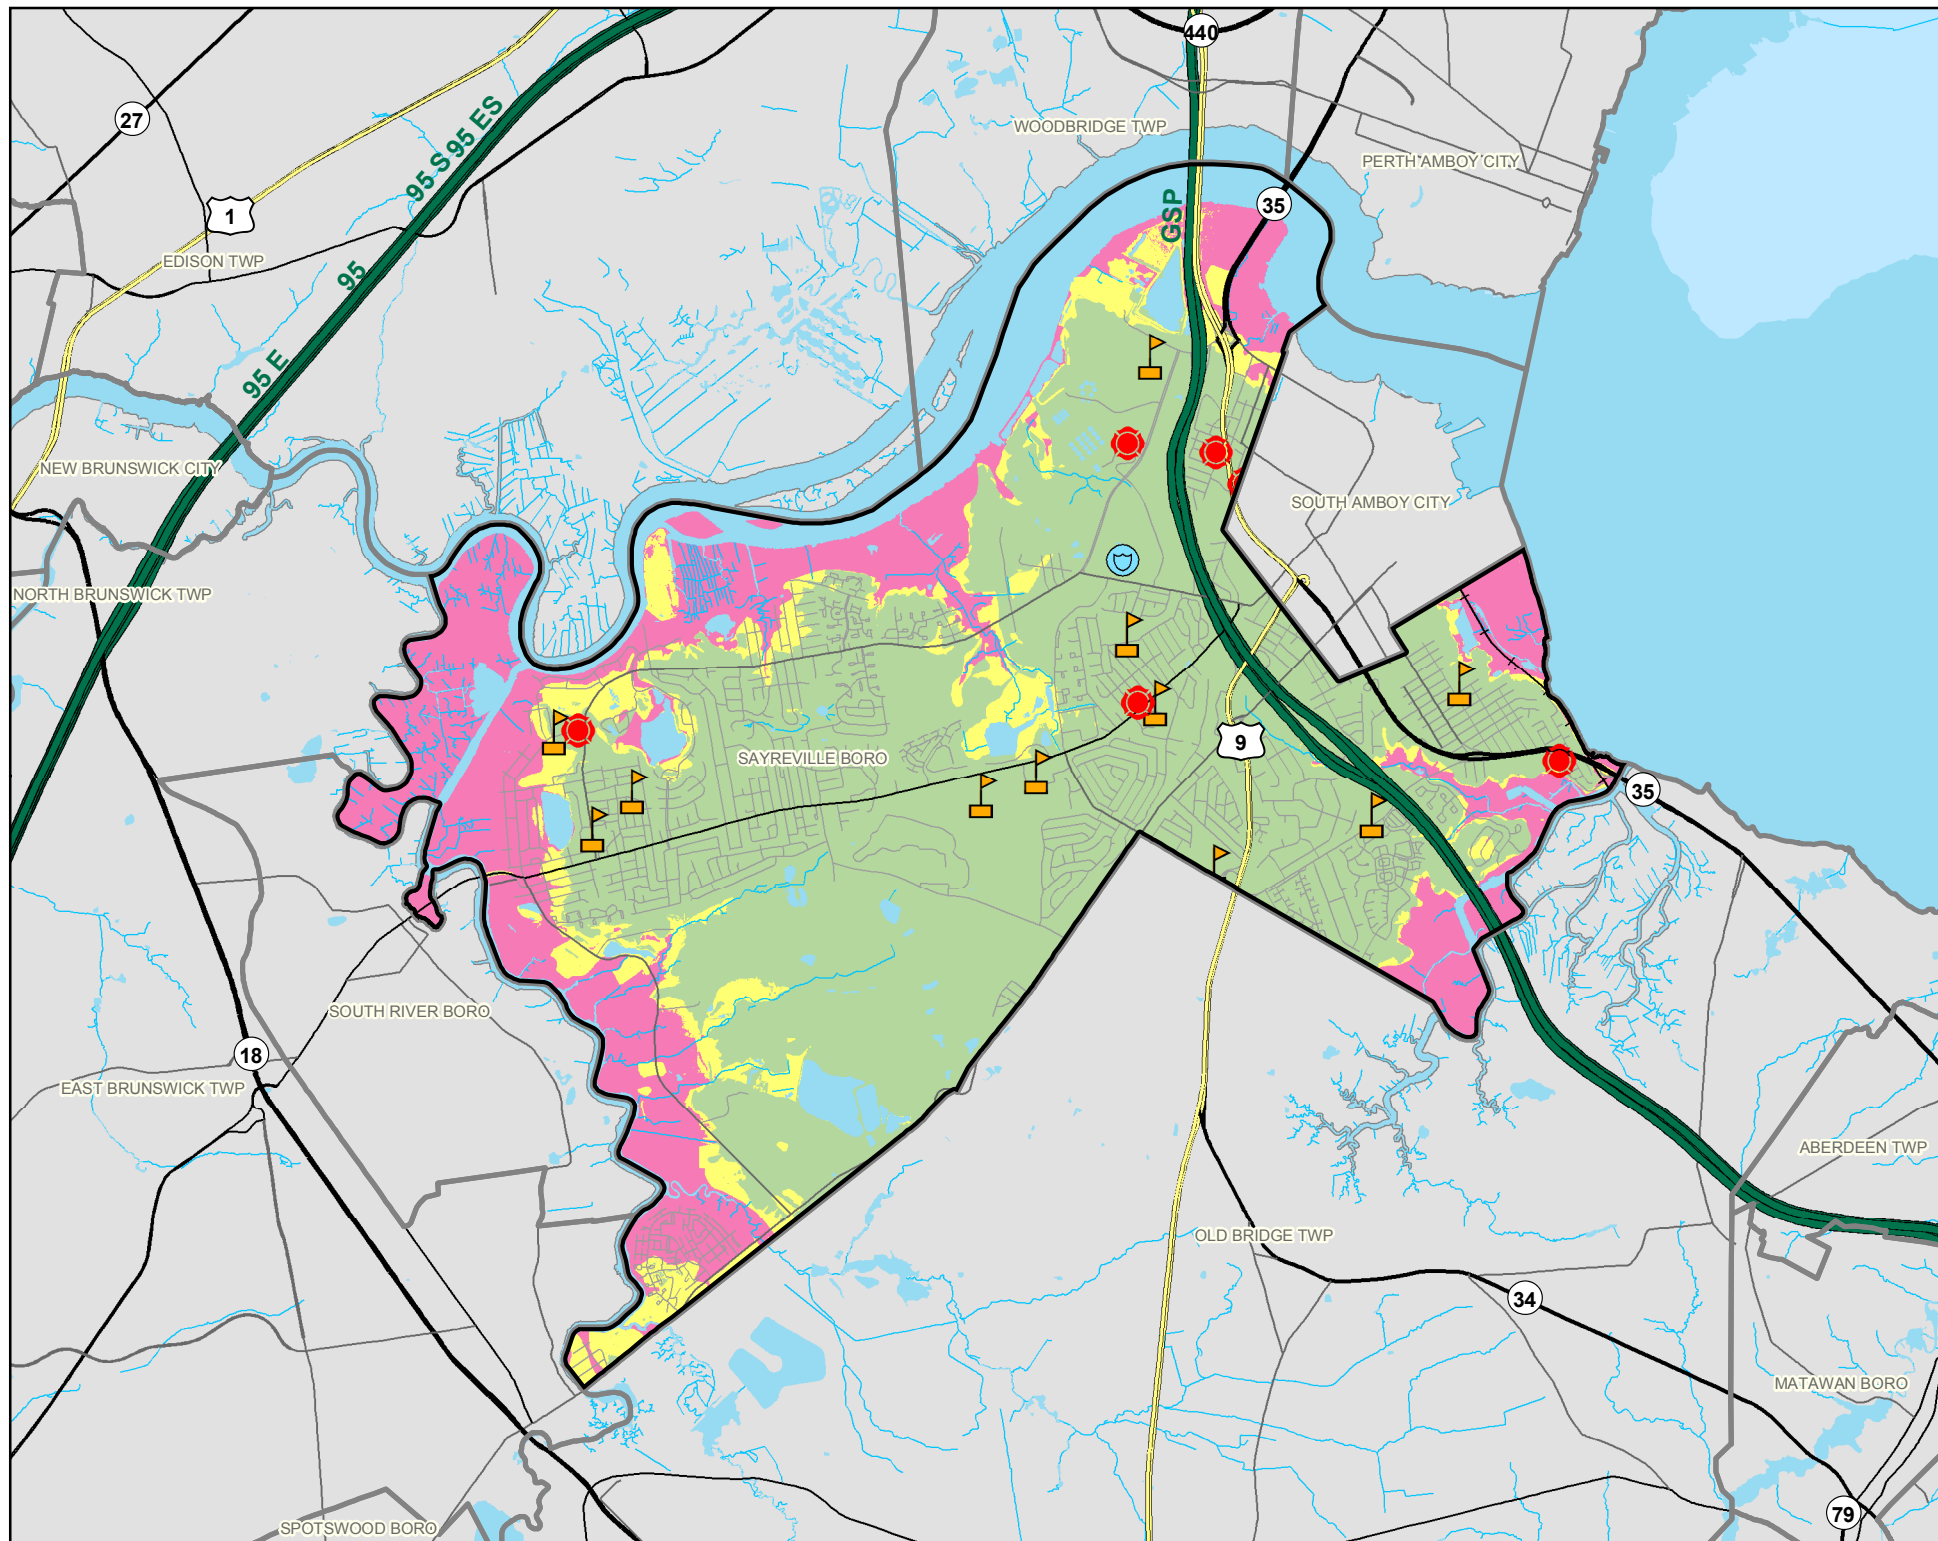 440
27
WOODBRIDGE TWP
95 S 95 ES
PERTH AMBOY CITY
1
GSP
35
EDISON TWP
95
95 E
NEW BRUNSWICK CITY
SOUTH AMBOY CITY
NORTH BRUNSWICK TWP
9
SAYREVILLE BORO
35
SOUTH RIVER BORO
18
EAST BRUNSWICK TWP
ABERDEEN TWP
OLD BRIDGE TWP
34
MATAWAN BORO
79
SPOTSWOOD BORO